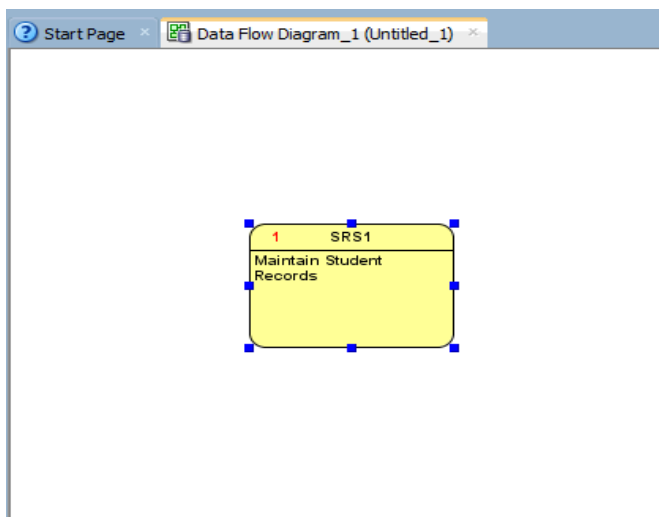 Start Page
Data Flow Diagram_1 (Untitled_1)
1 SRS1
Maintain Student
Records